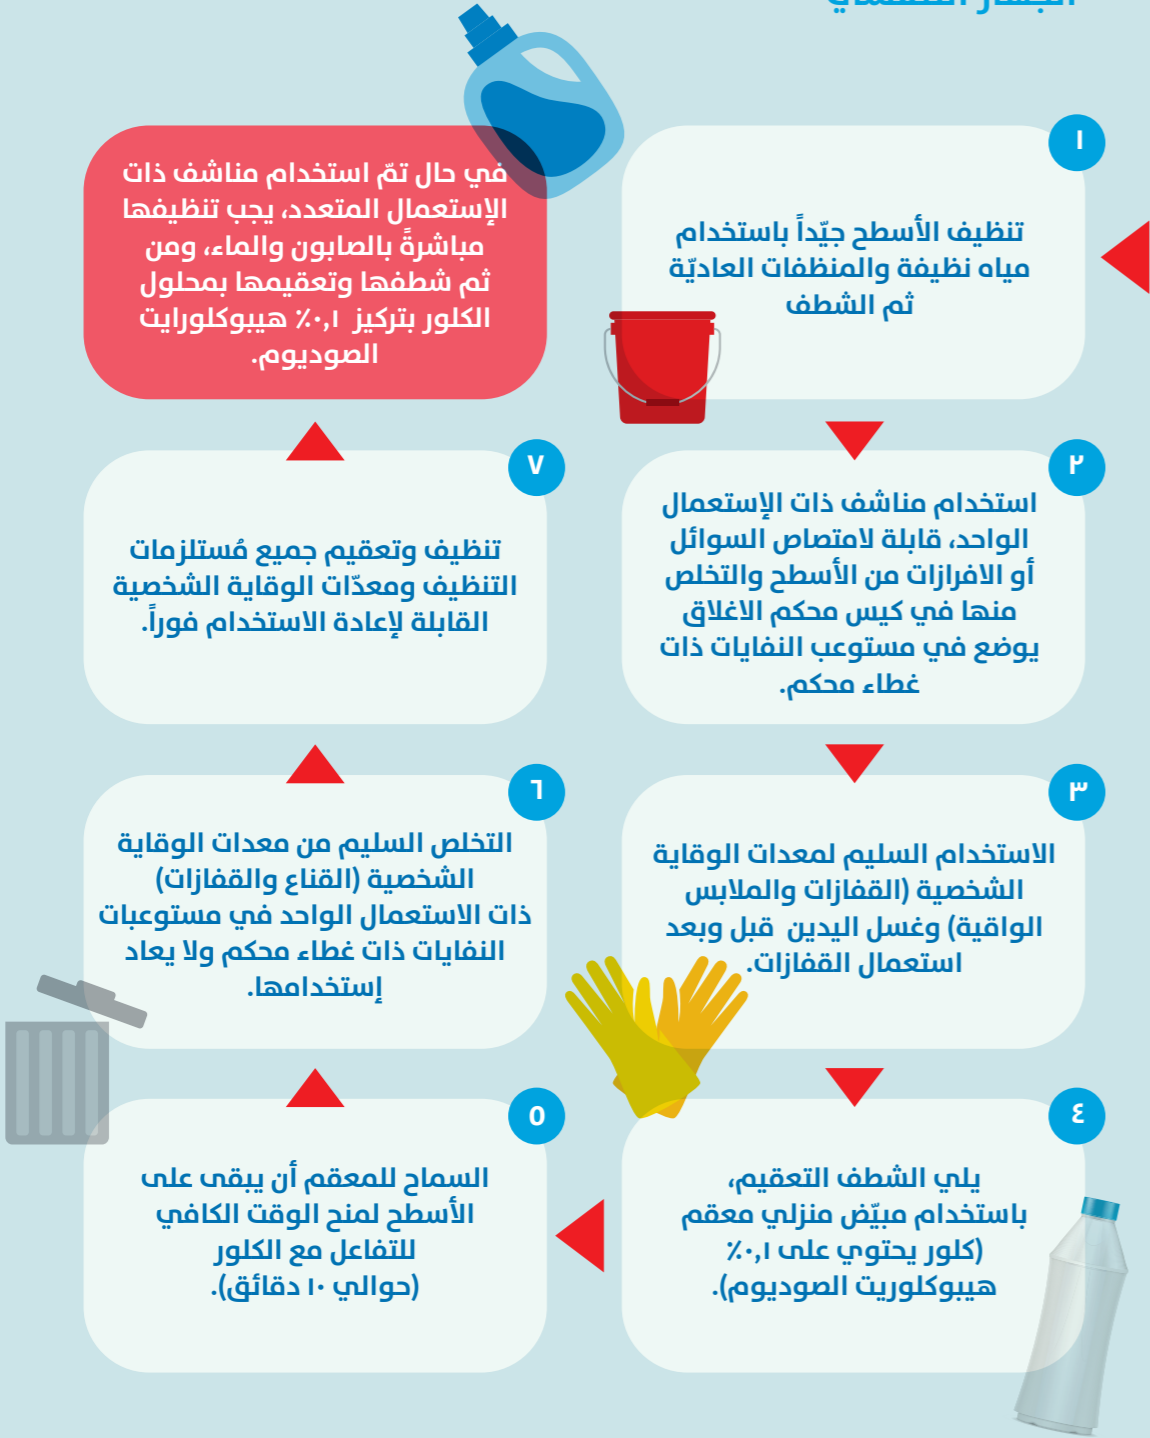 ١
تنظيف الأسطح جيّداً باستخدام
مياه نظيفة والمنظفات العاديّة
ثم الشطف
٢
استخدام مناشف ذات الإستعمال
الواحد، قابلة لامتصاص السوائل
أو الافرازات من الأسطح والتخلص
منها في كيس محكم الاغلاق
يوضع في مستوعب النفايات ذات
غطاء محكم.
٣
الاستخدام السليم لمعدات الوقاية
الشخصية (القفازات والملابس
الواقية) وغسل اليدين قبل وبعد
استعمال القفازات.
٤
يلي الشطف التعقيم،
باستخدام مبيّض منزلي معقم
(كلور يحتوي على ٠,١٪
هيبوكلوريت الصوديوم).
٥
السماح للمعقم أن يبقى على
الأسطح لمنح الوقت الكافي
للتفاعل مع الكلور
(حوالي ١٠ دقائق).
٦
التخلص السليم من معدات الوقاية
الشخصية (القناع والقفازات)
ذات الاستعمال الواحد في مستوعبات
النفايات ذات غطاء محكم ولا يعاد
إستخدامها.
٧
تنظيف وتعقيم جميع مُستلزمات
التنظيف ومعدّات الوقاية الشخصية
القابلة لإعادة الاستخدام فوراً.
في حال تمّ استخدام مناشف ذات
الإستعمال المتعدد، يجب تنظيفها
مباشرةً بالصابون والماء، ومن
ثم شطفها وتعقيمها بمحلول
الكلور بتركيز ٠,١٪ هيبوكلورايت
الصوديوم.